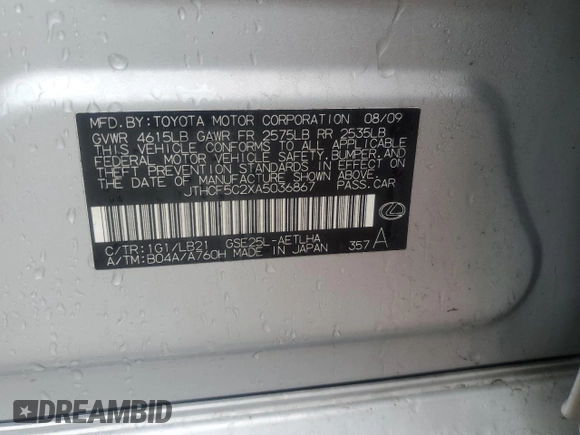 MFD. BY: TOYOTA MOTOR CORPORATION 08/09
GVWR 4615LB GAWR FR 2575LB RR 2535LB
THIS VEHICLE CONFORMS TO ALL APPLICABLE
FEDERAL MOTOR VEHICLE SAFETY, BUMPER, AND
THEFT PREVENTION STANDARDS IN EFFECT ON
THE DATE OF MANUFACTURE SHOWN ABOVE.
JTHCF5C2XA5036867 PASS.CAR
C/TR:1G1/LB21 GSE25L-AETLHA
A/TM:B04A/A760H MADE IN JAPAN 357 A
DREAMBID